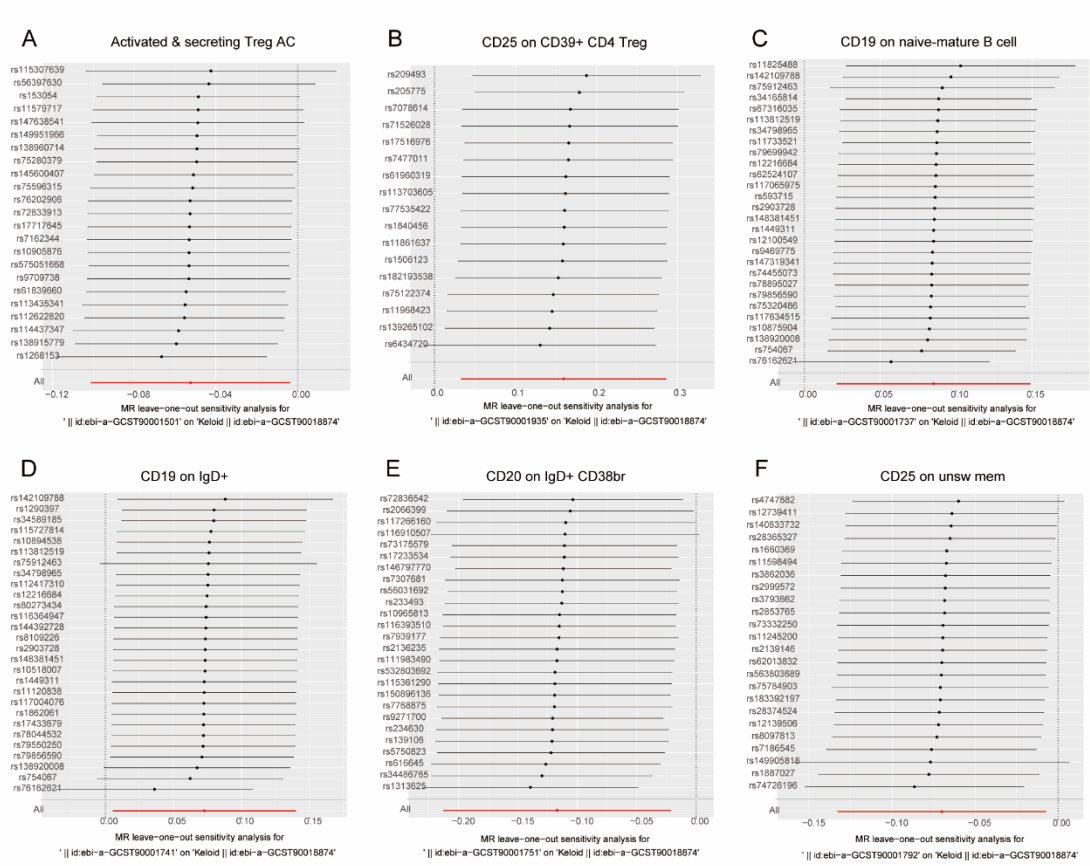 A
Activated & secreting Treg AC
rs115307639
rs56397630
rs153054
rs11579717
rs147638541
rs149951966
rs138960714
rs75280379
rs145600407
rs75596315
rs76202906
rs72833913
rs17717645
rs7162344
rs10905876
rs575051668
rs9709738
rs61839660
rs113435341
rs112622820
rs114437347
rs138915779
rs1268153
All
−0.12 −0.08 −0.04 0.00
MR leave−one−out sensitivity analysis for
' || id:ebi−a−GCST90001501' on 'Keloid || id:ebi−a−GCST90018874'
B
CD25 on CD39+ CD4 Treg
rs209493
rs205775
rs7078614
rs71526028
rs17516976
rs7477011
rs61960319
rs113703605
rs77535422
rs1840456
rs11861637
rs1506123
rs182193538
rs75122374
rs11968423
rs139265102
rs6434720
All
0.0 0.1 0.2 0.3
MR leave−one−out sensitivity analysis for
' || id:ebi−a−GCST90001935' on 'Keloid || id:ebi−a−GCST90018874'
C
CD19 on naive-mature B cell
rs11825488
rs142109788
rs75912463
rs34165814
rs67316035
rs113812519
rs34798965
rs11733521
rs79699942
rs12216684
rs62524107
rs117065975
rs593715
rs2903728
rs148381451
rs1449311
rs12100549
rs9469775
rs147319341
rs74455073
rs78895027
rs79856590
rs75320486
rs117634515
rs10875904
rs138920008
rs754067
rs76162621
All
0.00 0.05 0.10 0.15
MR leave−one−out sensitivity analysis for
' || id:ebi−a−GCST90001737' on 'Keloid || id:ebi−a−GCST90018874'
D
CD19 on IgD+
rs142109788
rs1290397
rs34589185
rs115727814
rs10894538
rs113812519
rs75912463
rs34798965
rs112417310
rs12216684
rs80273434
rs116364947
rs144392728
rs8109226
rs2903728
rs148381451
rs10518007
rs1449311
rs11120838
rs117004076
rs1862061
rs17433679
rs78044532
rs79550250
rs79856590
rs138920008
rs754067
rs76162621
All
0.00 0.05 0.10 0.15
MR leave−one−out sensitivity analysis for
' || id:ebi−a−GCST90001741' on 'Keloid || id:ebi−a−GCST90018874'
E
CD20 on IgD+ CD38br
rs72836542
rs2066399
rs117266160
rs116910507
rs73175579
rs17233534
rs146797770
rs7307681
rs56031692
rs233493
rs10965813
rs116393510
rs7939177
rs2136235
rs111983490
rs532803692
rs115361290
rs150896136
rs7768875
rs9271700
rs234630
rs139106
rs5750823
rs616645
rs34486765
rs1313625
All
−0.20 −0.15 −0.10 −0.05 0.00
MR leave−one−out sensitivity analysis for
' || id:ebi−a−GCST90001751' on 'Keloid || id:ebi−a−GCST90018874'
F
CD25 on unsw mem
rs4747882
rs12739411
rs140833732
rs28365327
rs1660369
rs11598494
rs3862036
rs2999572
rs3793662
rs2853765
rs73332250
rs11245200
rs2139146
rs62013832
rs563803689
rs75784903
rs183392197
rs28374524
rs12139506
rs8097813
rs7186545
rs149905818
rs1887027
rs74726196
All
−0.15 −0.10 −0.05 0.00
MR leave−one−out sensitivity analysis for
' || id:ebi−a−GCST90001792' on 'Keloid || id:ebi−a−GCST90018874'